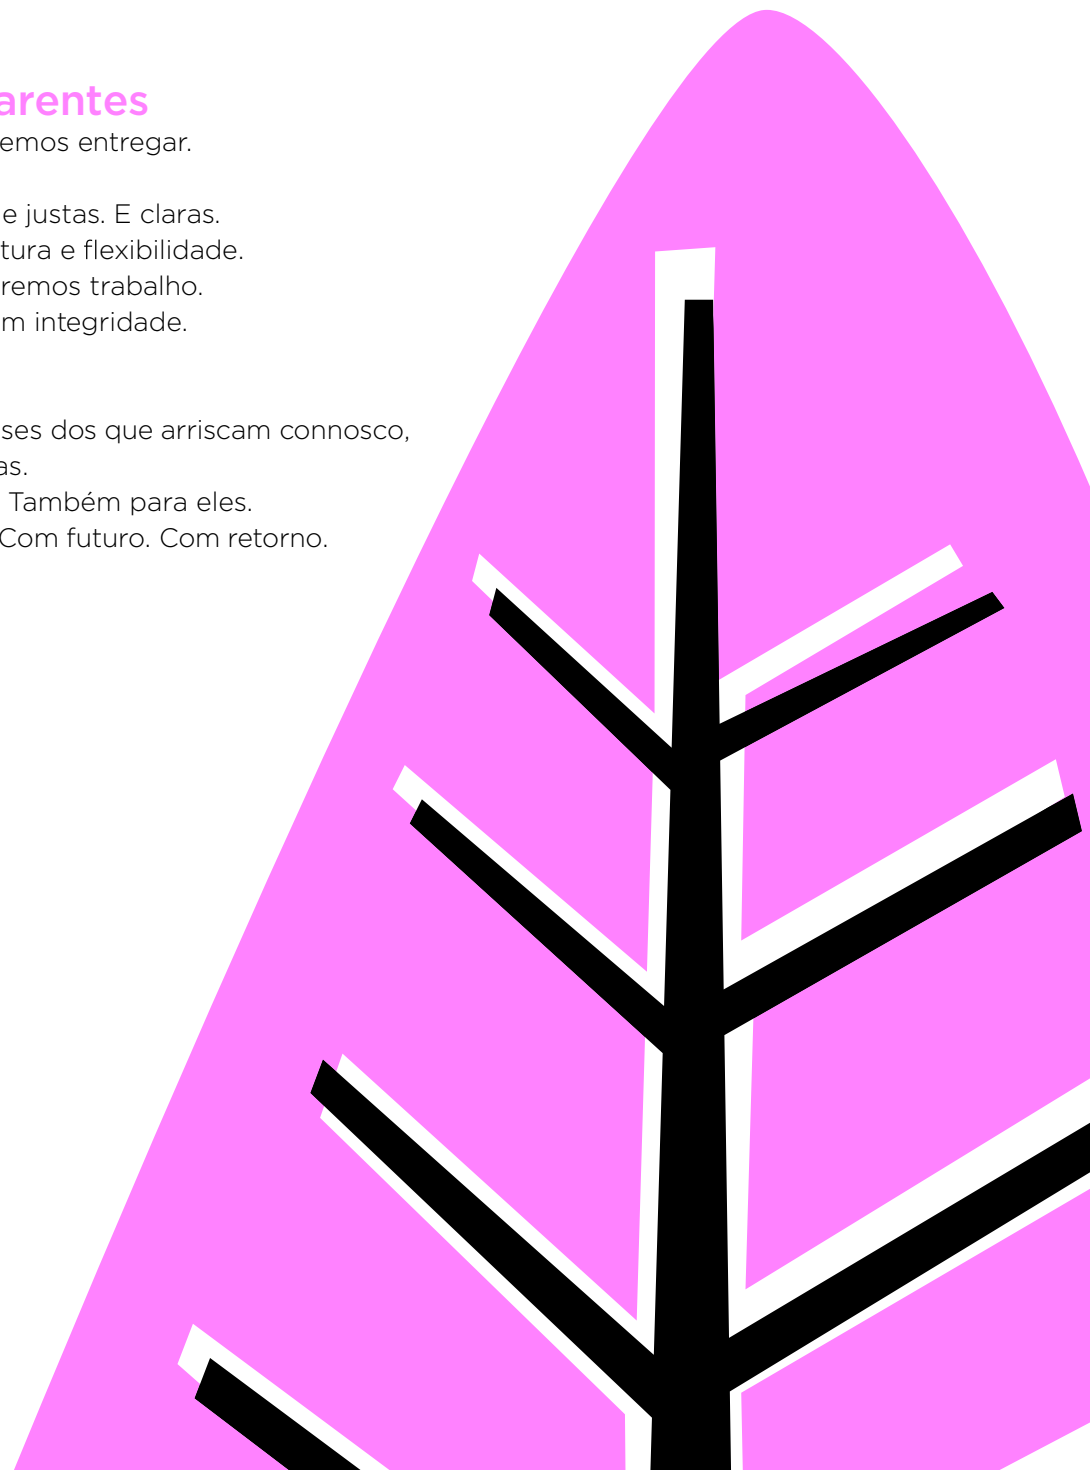 arentes
emos entregar.
e justas. E claras.
tura e flexibilidade.
remos trabalho.
m integridade.
ses dos que arriscam connosco,
as.
Também para eles.
Com futuro. Com retorno.